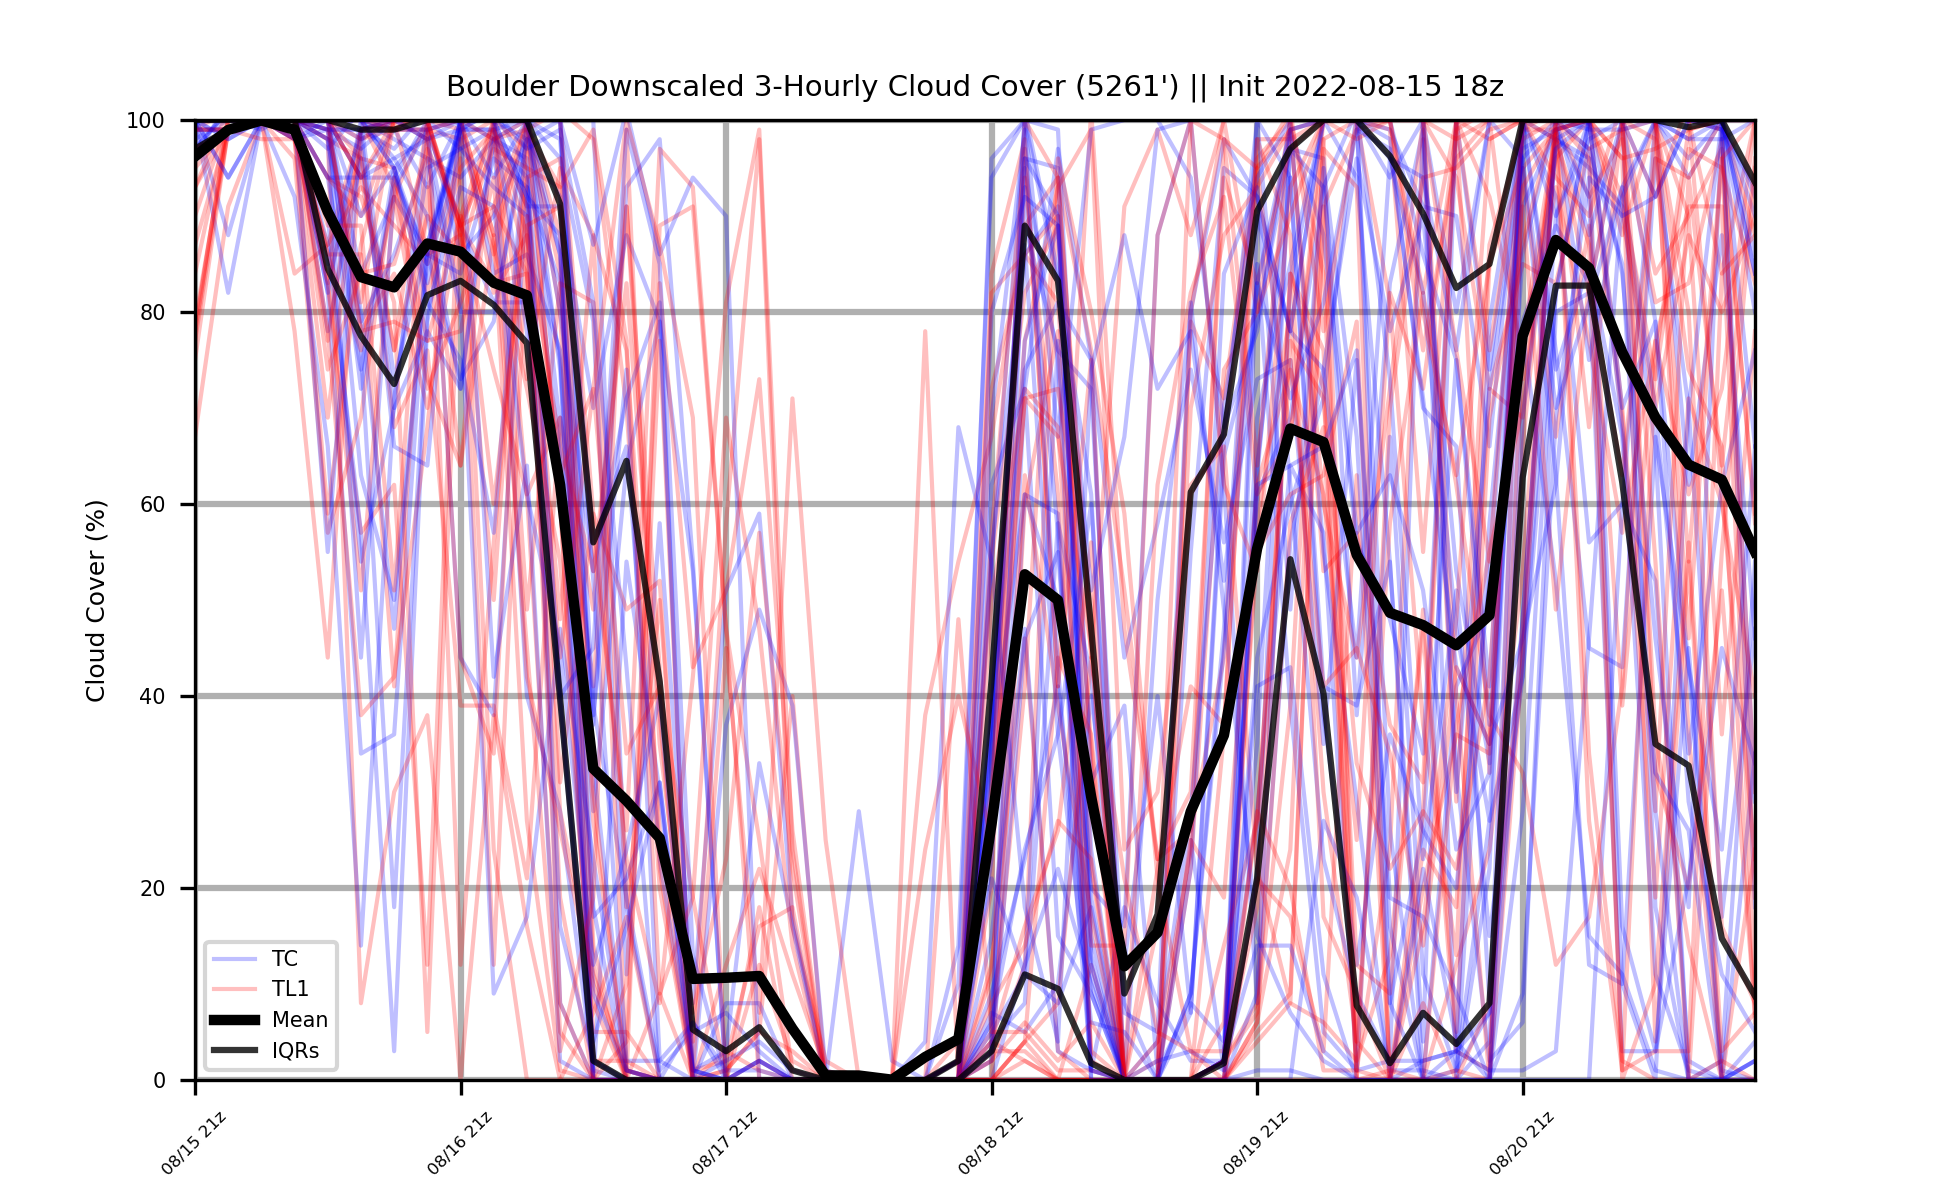 Boulder Downscaled 3-Hourly Cloud Cover (5261') || Init 2022-08-15 18z
100
80
60
40
20
0
Cloud Cover (%)
TC
TL1
Mean
IQRs
08/15 21z
08/16 21z
08/17 21z
08/18 21z
08/19 21z
08/20 21z